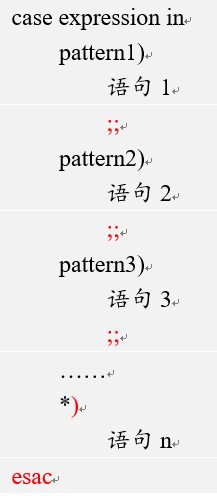 case expression in
pattern1)
语句 1
;;
pattern2)
语句 2
;;
pattern3)
语句 3
;;
……
*)
语句 n
esac